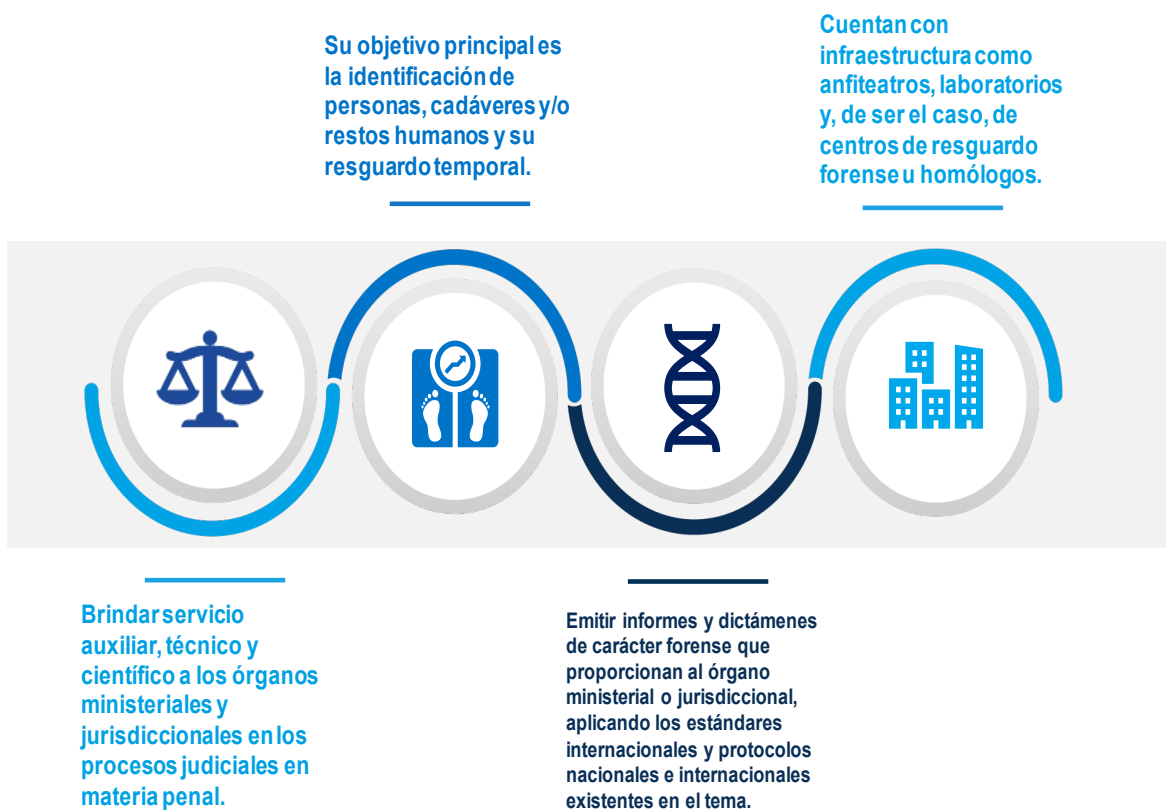 Su objetivo principal es
la identificación de
personas, cadáveres y/o
restos humanos y su
resguardo temporal.
Cuentan con
infraestructura como
anfiteatros, laboratorios
y, de ser el caso, de
centros de resguardo
forense u homólogos.
Brindar servicio
auxiliar, técnico y
científico a los órganos
ministeriales y
jurisdiccionales en los
procesos judiciales en
materia penal.
Emitir informes y dictámenes
de carácter forense que
proporcionan al órgano
ministerial o jurisdiccional,
aplicando los estándares
internacionales y protocolos
nacionales e internacionales
existentes en el tema.